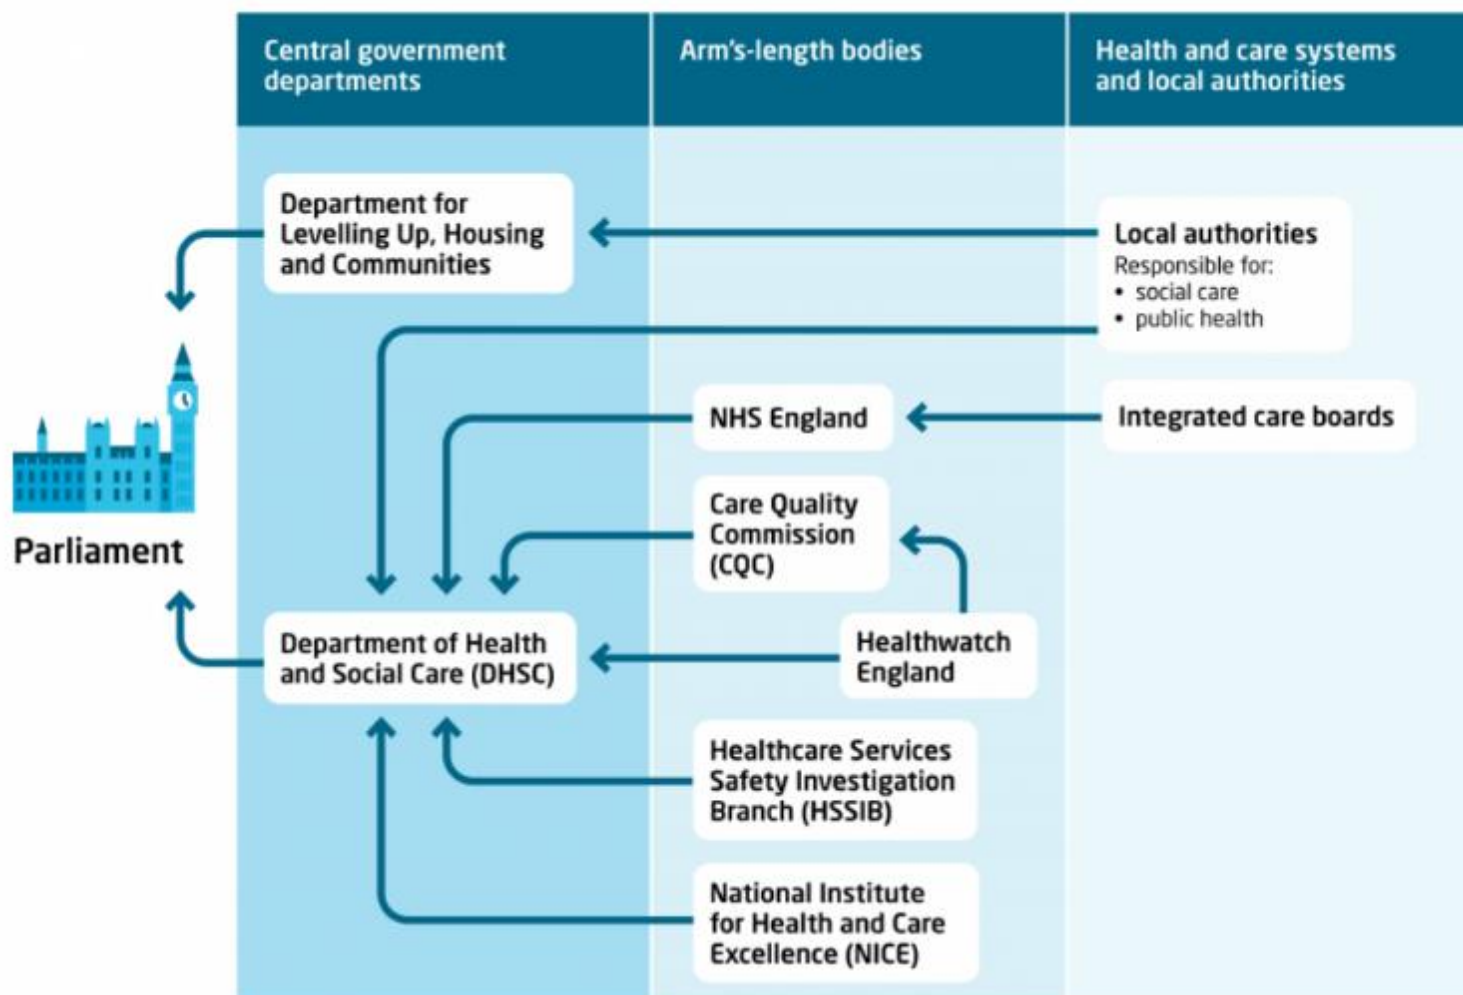 Central government
departments
Arm's-length bodies
Health and care systems
and local authorities
Department for
Levelling Up, Housing
and Communities
Local authorities
Responsible for:
• social care
• public health
NHS England
Integrated care boards
Care Quality
Commission
(CQC)
Parliament
Department of Health
and Social Care (DHSC)
Healthwatch
England
Healthcare Services
Safety Investigation
Branch (HSSIB)
National Institute
for Health and Care
Excellence (NICE)